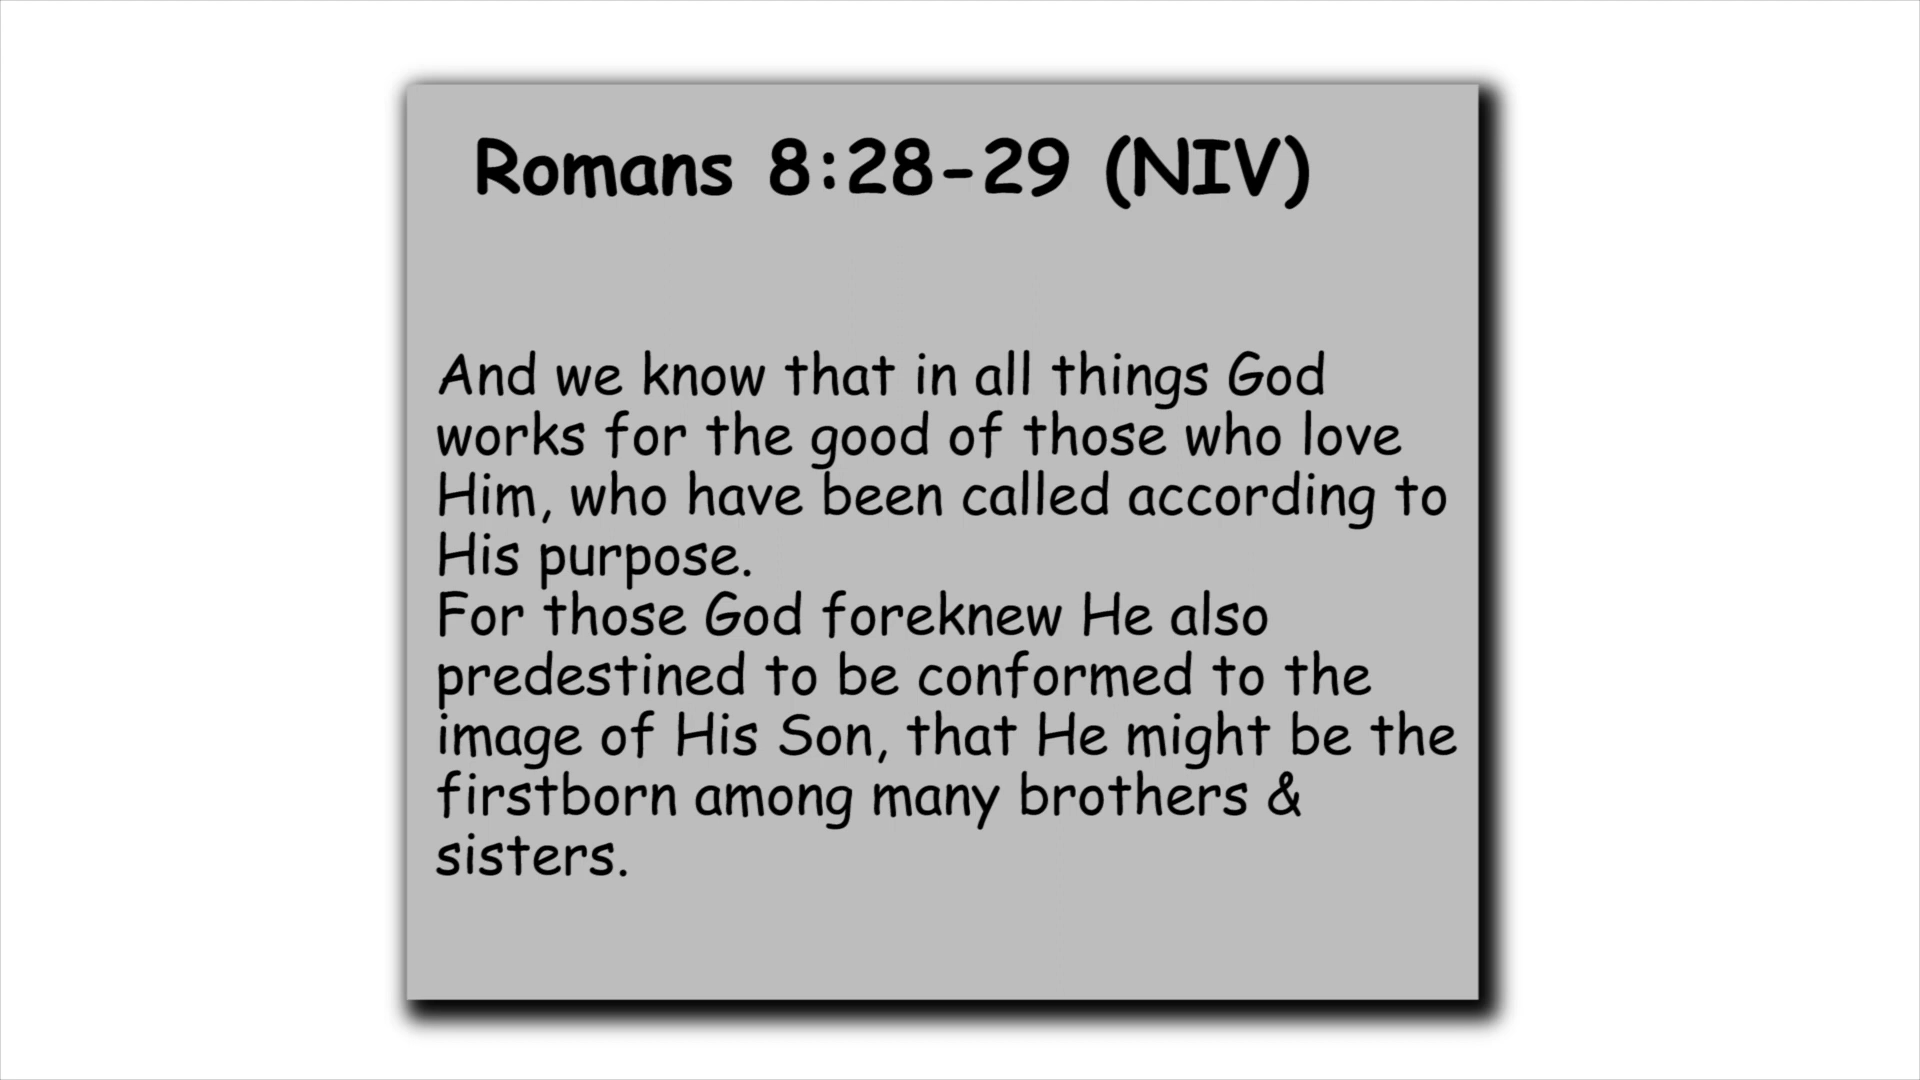 Romans 8:28-29 (NIV)
And we know that in all things God
works for the good of those who love
Him, who have been called according to
His purpose.
For those God foreknew He also
predestined to be conformed to the
image of His Son, that He might be the
firstborn among many brothers &
sisters.